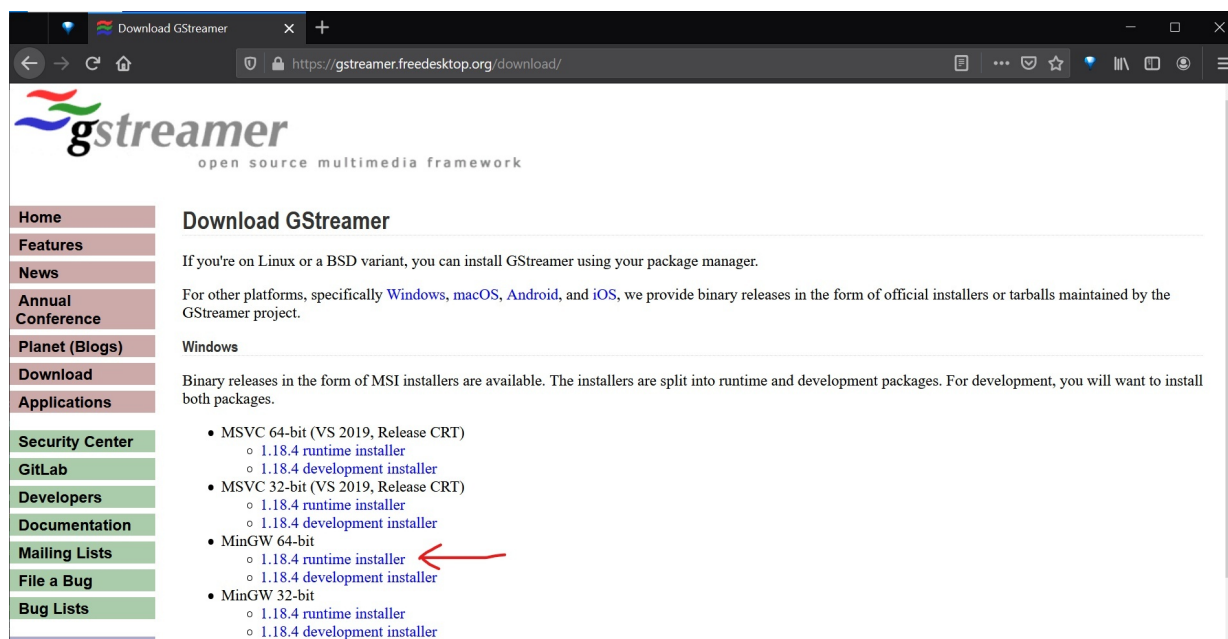 Download GStreamer
https://gstreamer.freedesktop.org/download/
gstreamer
open source multimedia framework
Home
Features
News
Annual
Conference
Planet (Blogs)
Download
Applications
Security Center
GitLab
Developers
Documentation
Mailing Lists
File a Bug
Bug Lists
Download GStreamer
If you're on Linux or a BSD variant, you can install GStreamer using your package manager.
For other platforms, specifically Windows, macOS, Android, and iOS, we provide binary releases in the form of official installers or tarballs maintained by the
GStreamer project.
Windows
Binary releases in the form of MSI installers are available. The installers are split into runtime and development packages. For development, you will want to install
both packages.
• MSVC 64-bit (VS 2019, Release CRT)
◦ 1.18.4 runtime installer
◦ 1.18.4 development installer
• MSVC 32-bit (VS 2019, Release CRT)
◦ 1.18.4 runtime installer
◦ 1.18.4 development installer
• MinGW 64-bit
◦ 1.18.4 runtime installer
◦ 1.18.4 development installer
• MinGW 32-bit
◦ 1.18.4 runtime installer
◦ 1.18.4 development installer